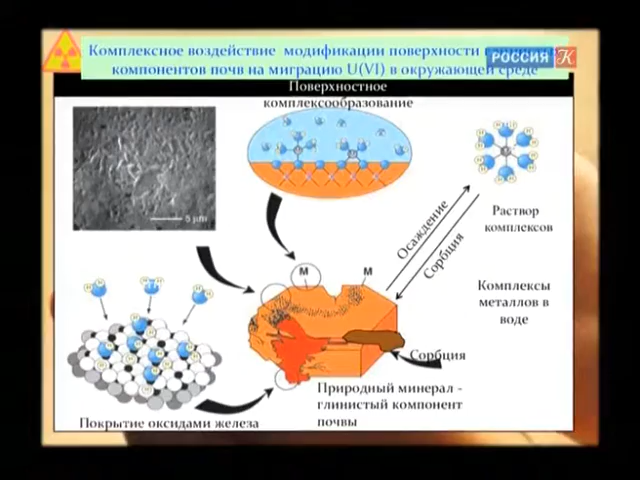 Комплексное воздействие модификации поверхности
РОССИЯ К
компонентов почв на миграцию U(VI) в окружающей среде
Поверхностное
комплексообразование
5 µm
Осаждение
Сорбция
Раствор
комплексов
M
M
Комплексы
металлов в
воде
Сорбция
Природный минерал -
глинистый компонент
почвы
Покрытие оксидами железа